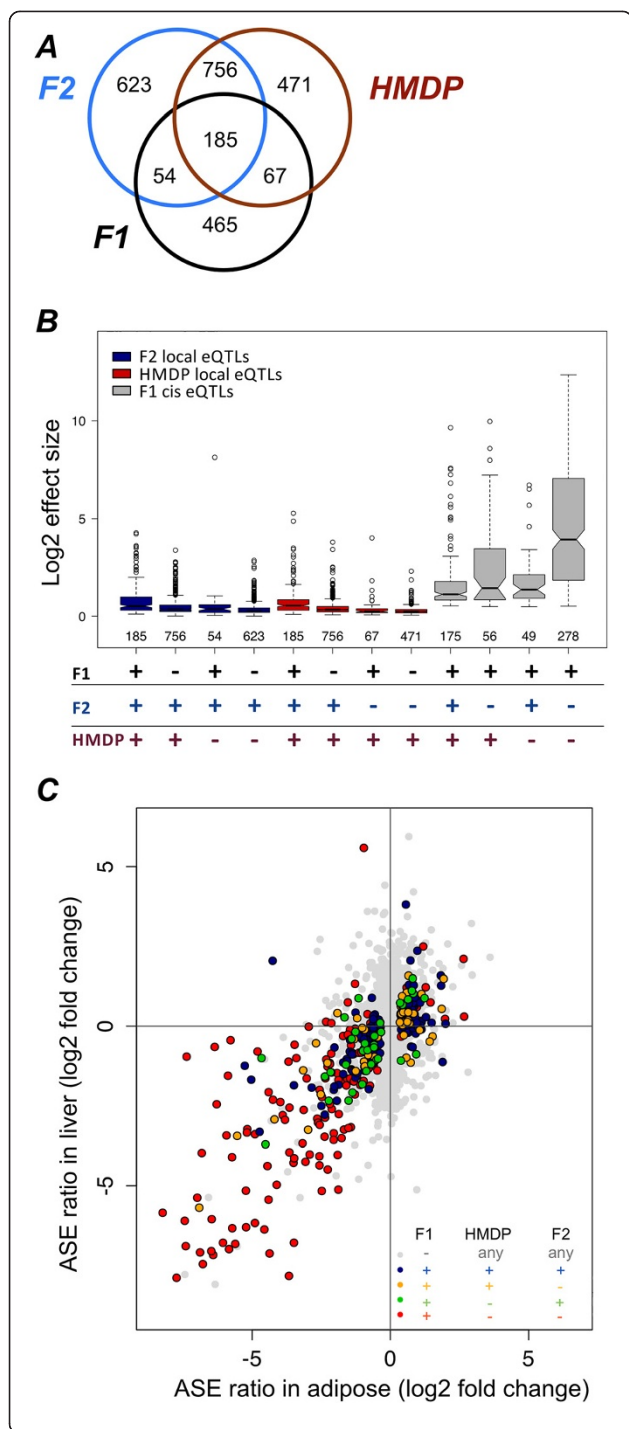 A
F2
HMDP
623
756
471
185
54
67
465
F1
B
F2 local eQTLs
HMDP local eQTLs
F1 cis eQTLs
Log2 effect size
10
5
0
185 756 54 623 185 756 67 471 175 56 49 278
F1 + - + - + - + - + + + +
F2 + + + + + + - - + - + -
HMDP + + - - + + + + + + - -
C
ASE ratio in liver (log2 fold change)
5
0
-5
F1 HMDP F2
- any any
+ + +
+ + -
+ - +
+ - -
-5 0 5
ASE ratio in adipose (log2 fold change)